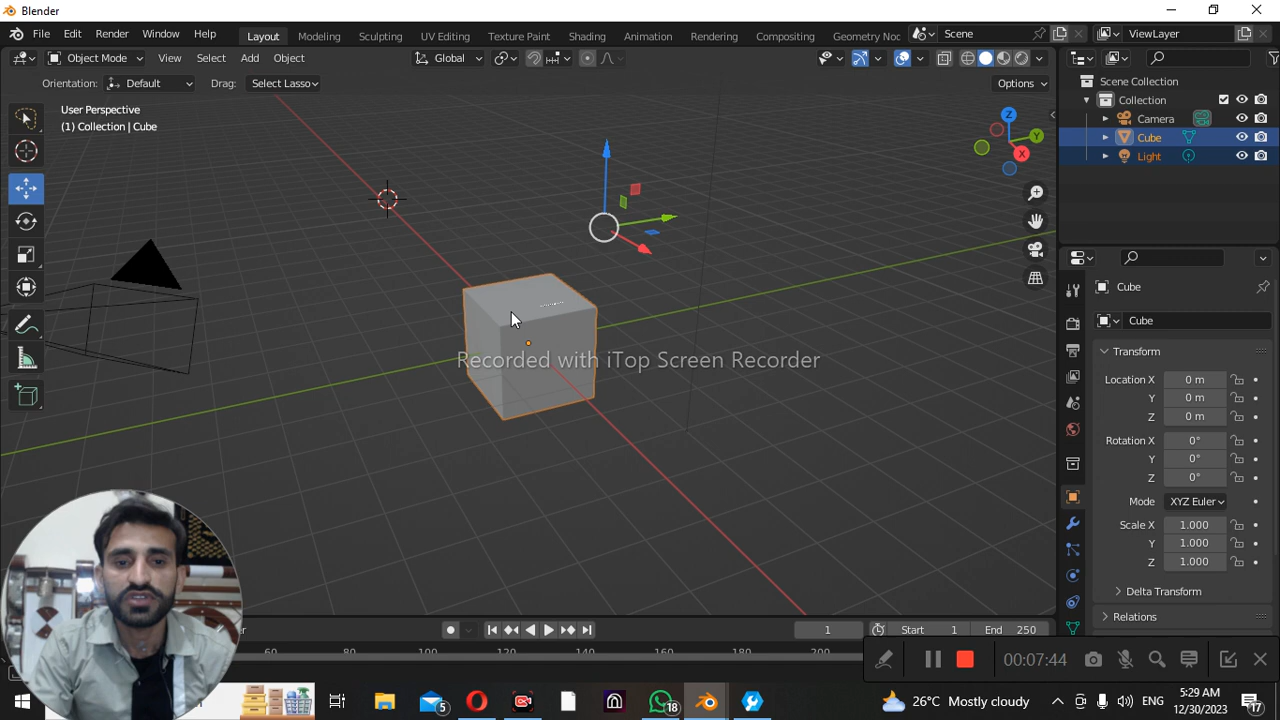 Blender
File Edit Render Window Help Layout Modeling Sculpting UV Editing Texture Paint Shading Animation Rendering Compositing Geometry Noc Scene ViewLayer
Object Mode View Select Add Object Global
Orientation: Default Drag: Select Lasso Options
User Perspective
(1) Collection | Cube
Z
Y
X
Scene Collection
Collection
Camera
Cube
Light
Cube
Cube
Transform
Location X 0 m
Y 0 m
Z 0 m
Rotation X 0°
Y 0°
Z 0°
Mode XYZ Euler
Scale X 1.000
Y 1.000
Z 1.000
Delta Transform
Relations
Recorded with iTop Screen Recorder
1 Start 1 End 250
60 80 100 120 140 160 180 200
00:07:44
5 18 26°C Mostly cloudy ENG
5:29 AM
12/30/2023
17